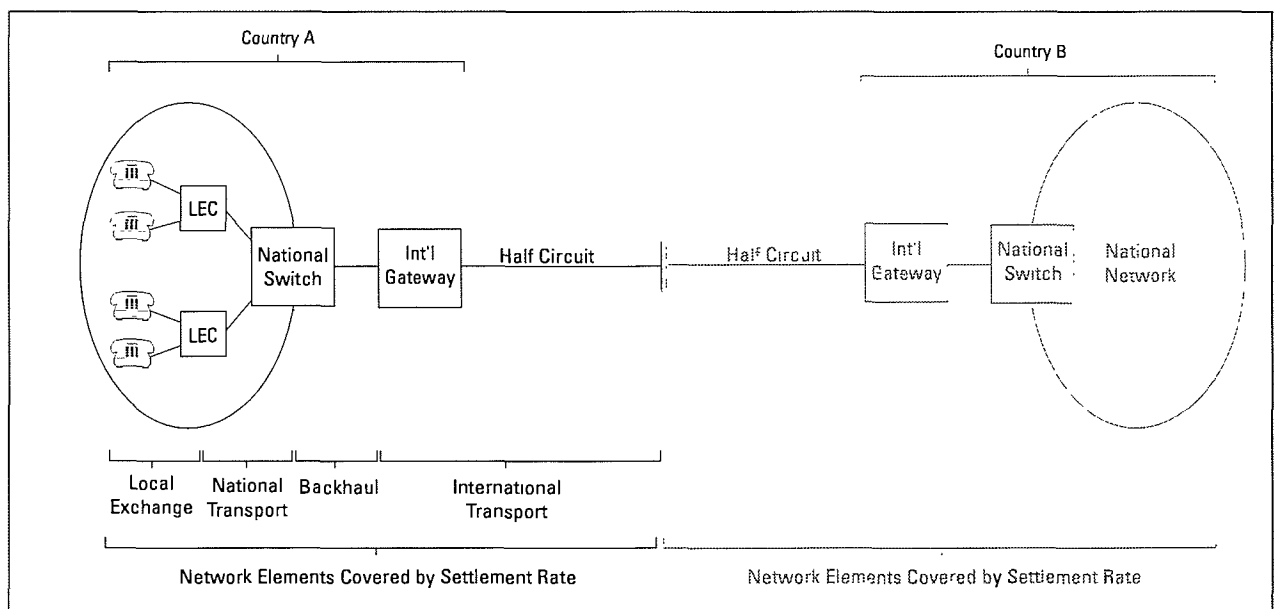 Country A
Country B
LEC
LEC
National
Switch
Int'l
Gateway
Half Circuit
Half Circuit
Int'l
Gateway
National
Switch
National
Network
Local
Exchange
National
Transport
Backhaul
International
Transport
Network Elements Covered by Settlement Rate
Network Elements Covered by Settlement Rate